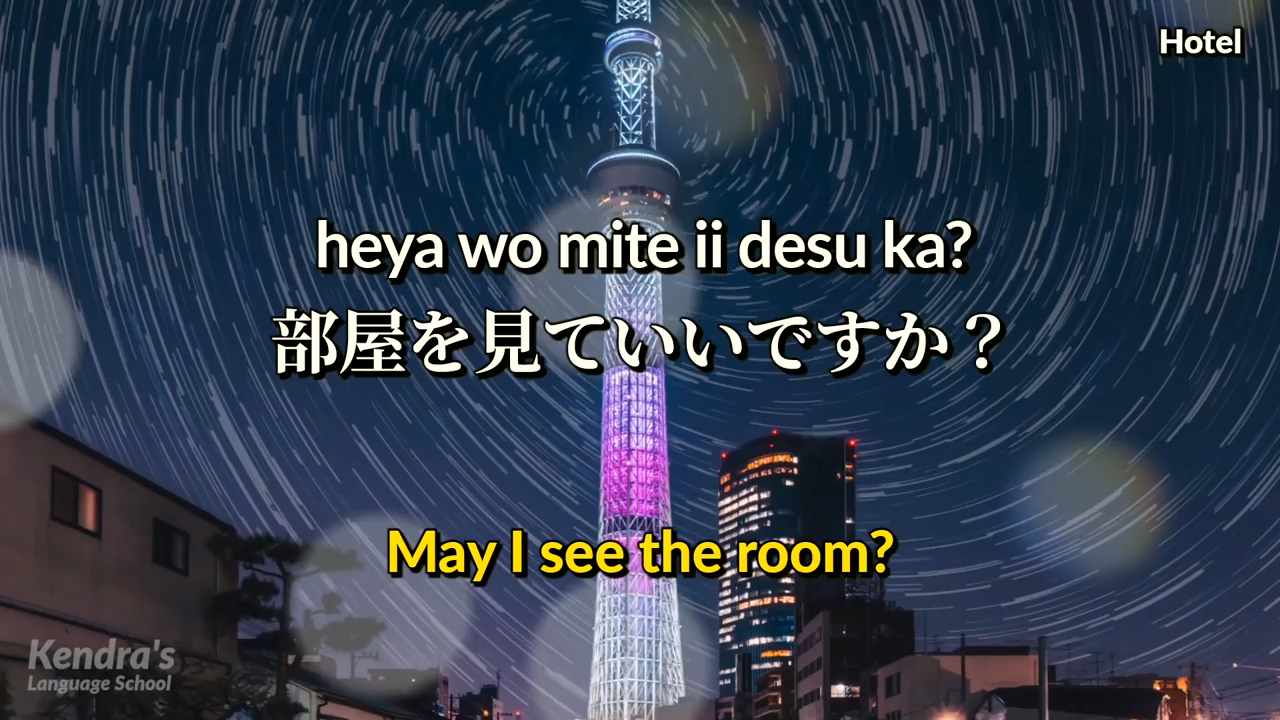 Hotel
heya wo mite ii desu ka?
部屋を見ていいですか？
May I see the room?
Kendra's
Language School